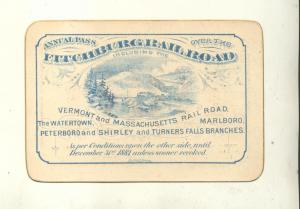 ANNUAL PASS OVER THE
FITCHBURG RAILROAD
INCLUDING THE
VERMONT and MASSACHUSETTS RAIL ROAD,
The WATERTOWN, MARLBORO,
PETERBORO and SHIRLEY and TURNERS FALLS BRANCHES.
As per Conditions upon the other side, until
December 31st 1881 unless sooner revoked